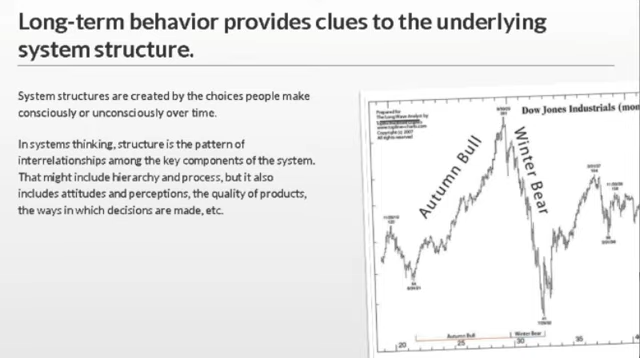 Long-term behavior provides clues to the underlying
system structure.
System structures are created by the choices people make
consciously or unconsciously over time.
In systems thinking, structure is the pattern of
interrelationships among the key components of the system.
That might include hierarchy and process, but it also
includes attitudes and perceptions, the quality of products,
the ways in which decisions are made, etc.
Dow Jones Industrials
Autumn Bull
Winter Bear
Autumn Bull
Winter Bear
20
25
30
35